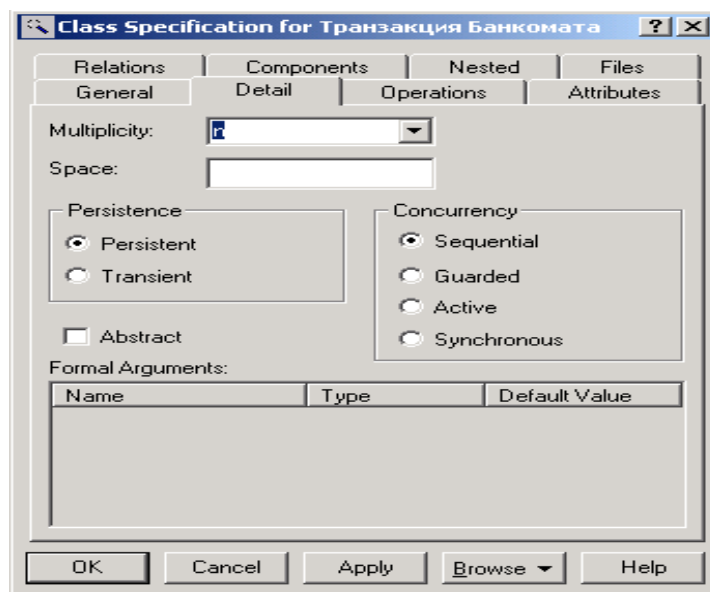 Class Specification for Транзакция Банкомата
Relations Components Nested Files
General Detail Operations Attributes
Multiplicity: n
Space:
Persistence
Persistent
Transient
Concurrency
Sequential
Guarded
Active
Synchronous
Abstract
Formal Arguments:
Name Type Default Value
OK Cancel Apply Browse Help